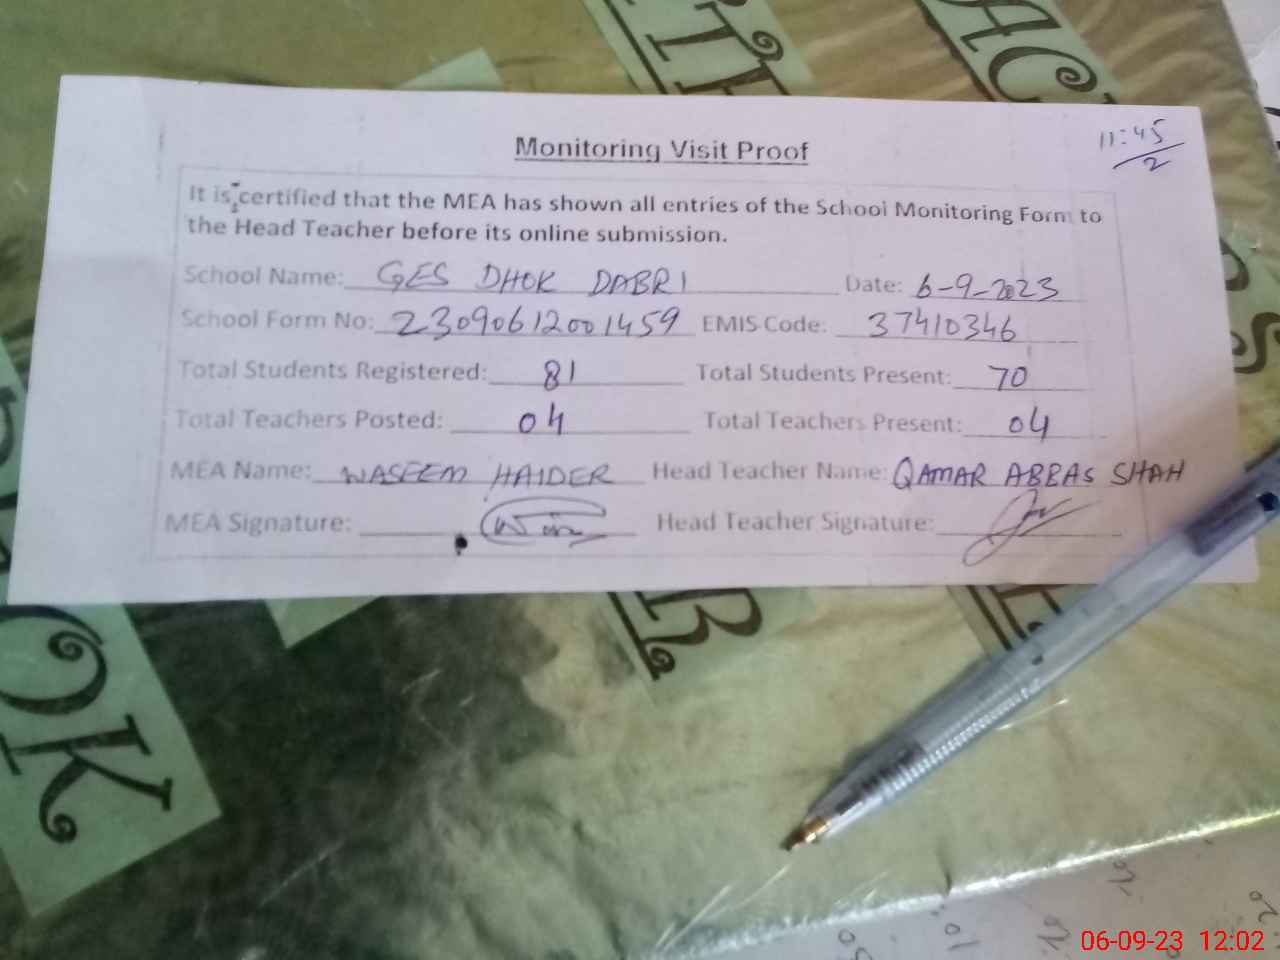 Monitoring Visit Proof
11:45
2
It is certified that the MEA has shown all entries of the School Monitoring Form to
the Head Teacher before its online submission.
School Name: GES DHOK DABRI Date: 6-9-2023
School Form No: 23090612001459 EMIS Code: 37410346
Total Students Registered: 81 Total Students Present: 70
Total Teachers Posted: 04 Total Teachers Present: 04
MEA Name: WASEEM HAIDER Head Teacher Name: QAMAR ABBAS SHAH
MEA Signature: Head Teacher Signature:
OK
06-09-23 12:02